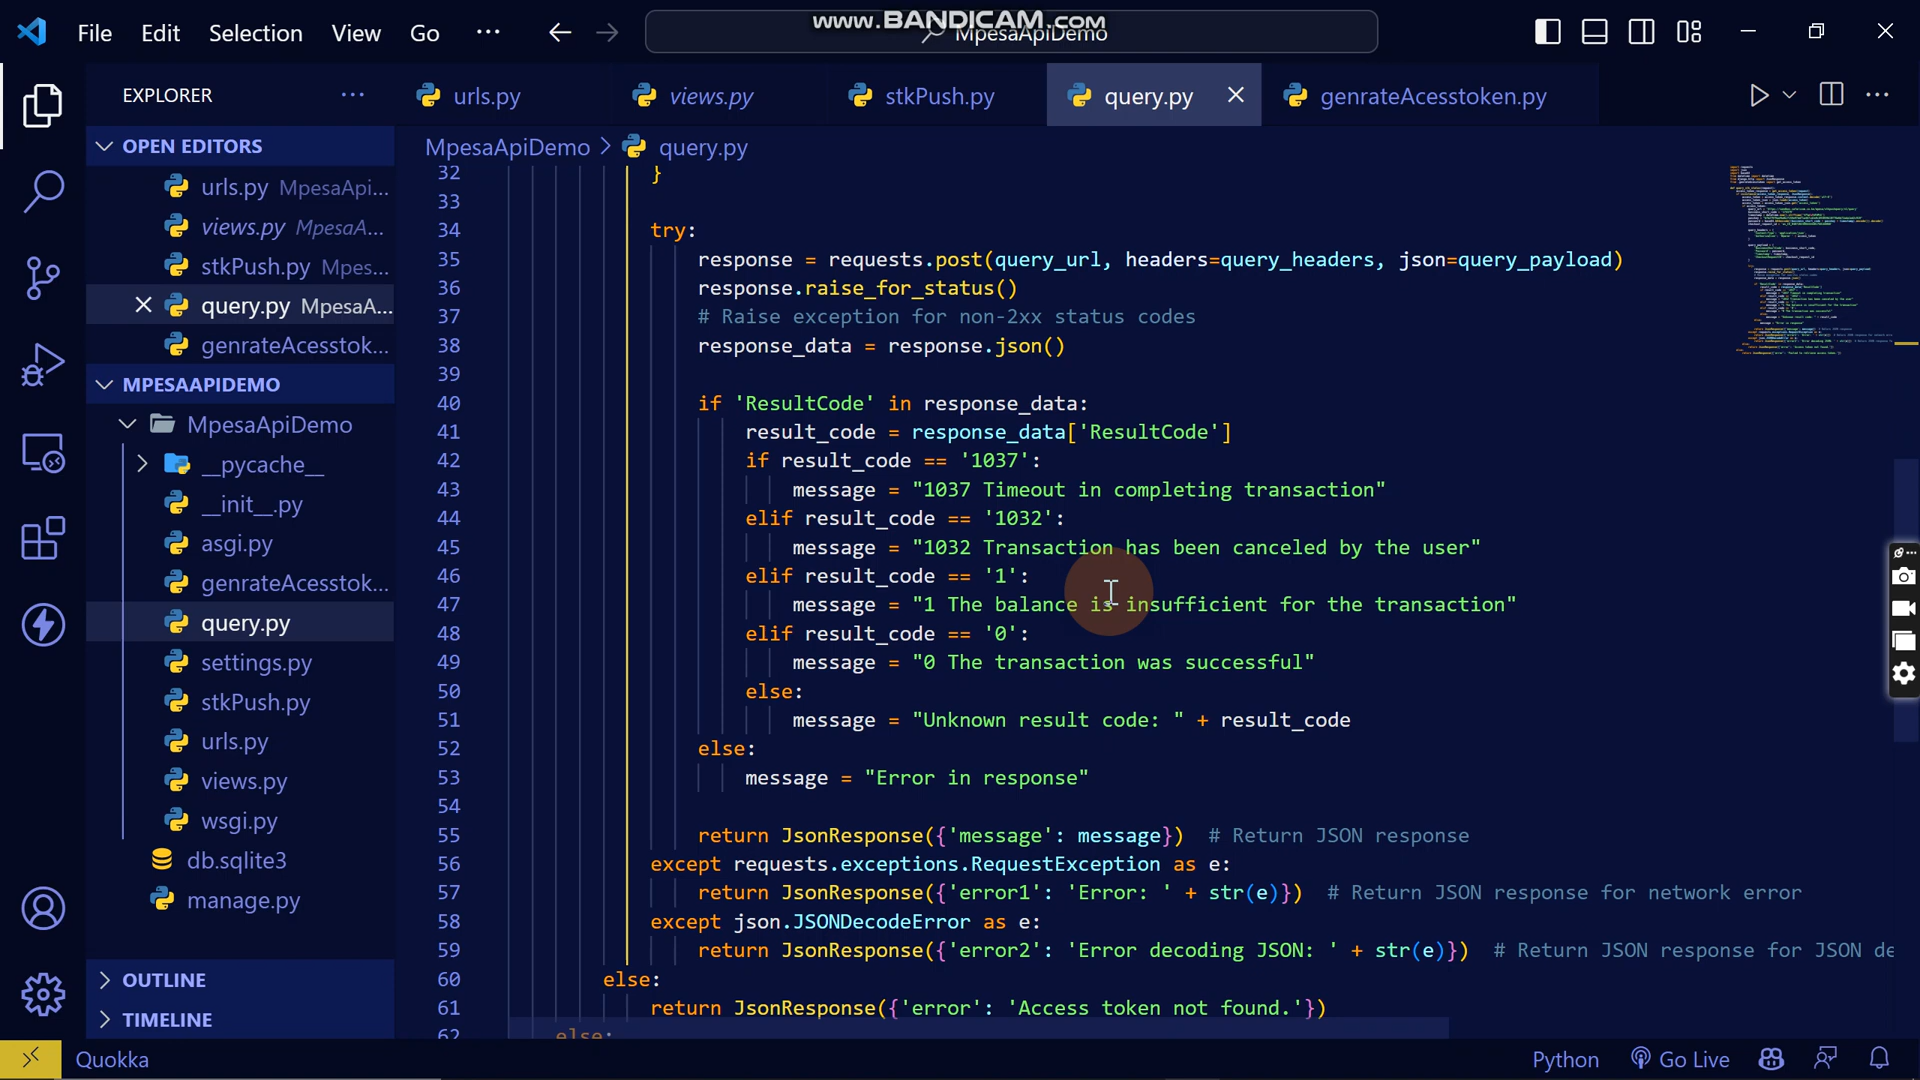 www.BANDICAM.com
File Edit Selection View Go ...
MpesaApiDemo
EXPLORER ...
urls.py views.py stkPush.py query.py genrateAcesstoken.py
OPEN EDITORS
urls.py MpesaApi...
views.py MpesaA...
stkPush.py Mpes...
query.py MpesaA...
genrateAcesstok...
MPESAAPIDEMO
MpesaApiDemo
__pycache__
__init__.py
asgi.py
genrateAcesstok...
query.py
settings.py
stkPush.py
urls.py
views.py
wsgi.py
db.sqlite3
manage.py
OUTLINE
TIMELINE
MpesaApiDemo > query.py
32 }
33
34 try:
35 response = requests.post(query_url, headers=query_headers, json=query_payload)
36 response.raise_for_status()
37 # Raise exception for non-2xx status codes
38 response_data = response.json()
39
40 if 'ResultCode' in response_data:
41 result_code = response_data['ResultCode']
42 if result_code == '1037':
43 message = "1037 Timeout in completing transaction"
44 elif result_code == '1032':
45 message = "1032 Transaction has been canceled by the user"
46 elif result_code == '1':
47 message = "1 The balance is insufficient for the transaction"
48 elif result_code == '0':
49 message = "0 The transaction was successful"
50 else:
51 message = "Unknown result code: " + result_code
52 else:
53 message = "Error in response"
54
55 return JsonResponse({'message': message}) # Return JSON response
56 except requests.exceptions.RequestException as e:
57 return JsonResponse({'error1': 'Error: ' + str(e)}) # Return JSON response for network error
58 except json.JSONDecodeError as e:
59 return JsonResponse({'error2': 'Error decoding JSON: ' + str(e)}) # Return JSON response for JSON de
60 else:
61 return JsonResponse({'error': 'Access token not found.'})
62 else:
Quokka
Python Go Live